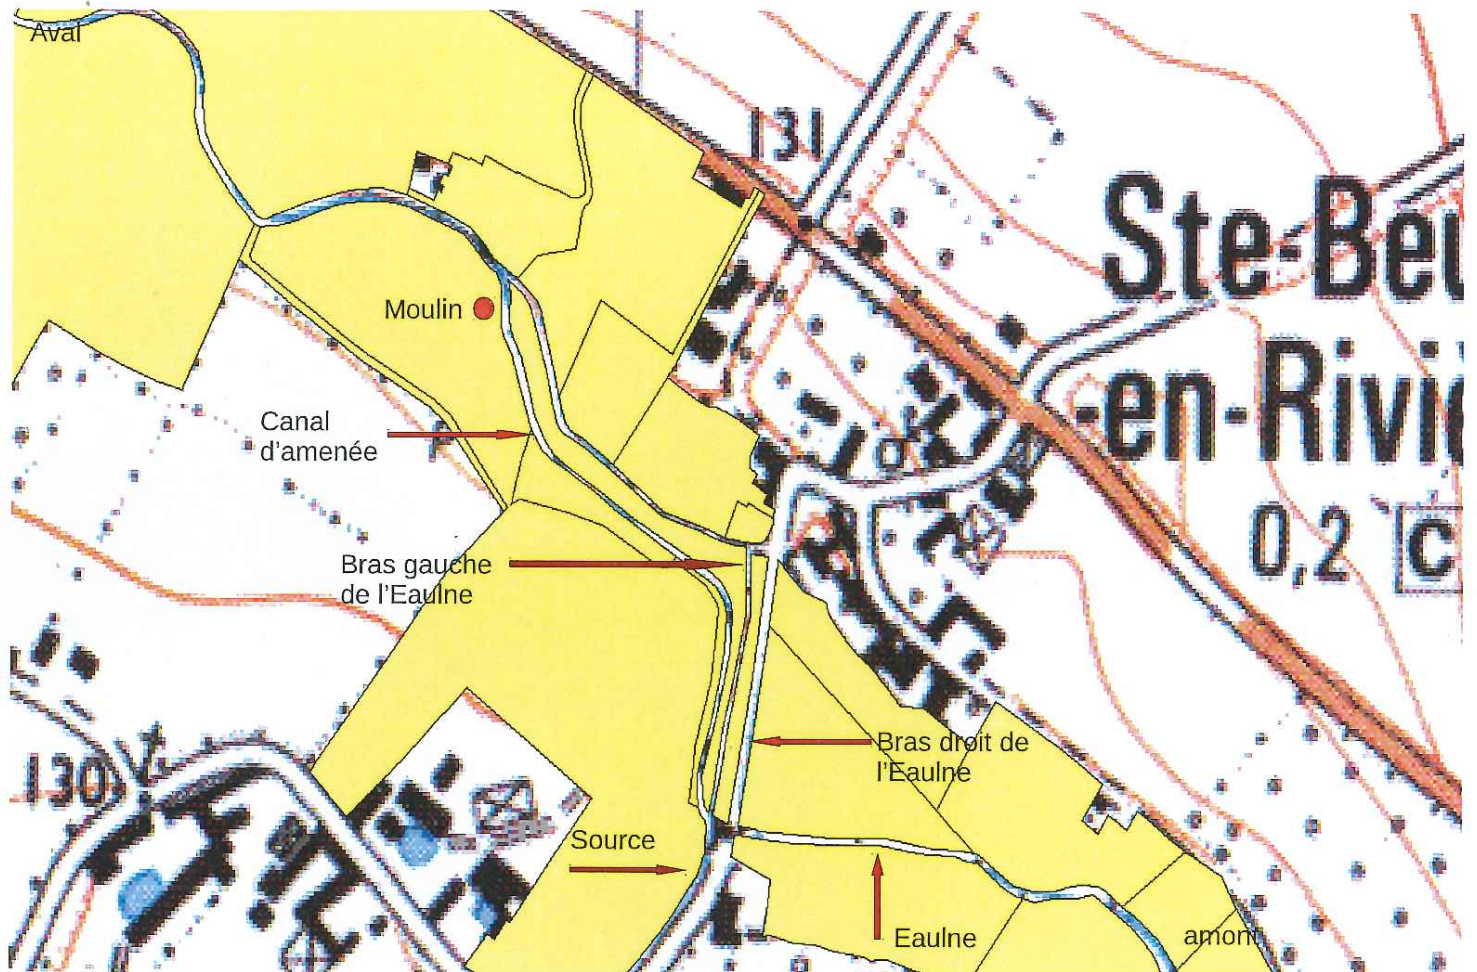 Aval
131
Ste-Beu
Moulin
en-Riviè
Canal
d'amenée
0,2 C
Bras gauche
de l'Eaulne
Bras droit de
l'Eaulne
130
Source
Eaulne
amont